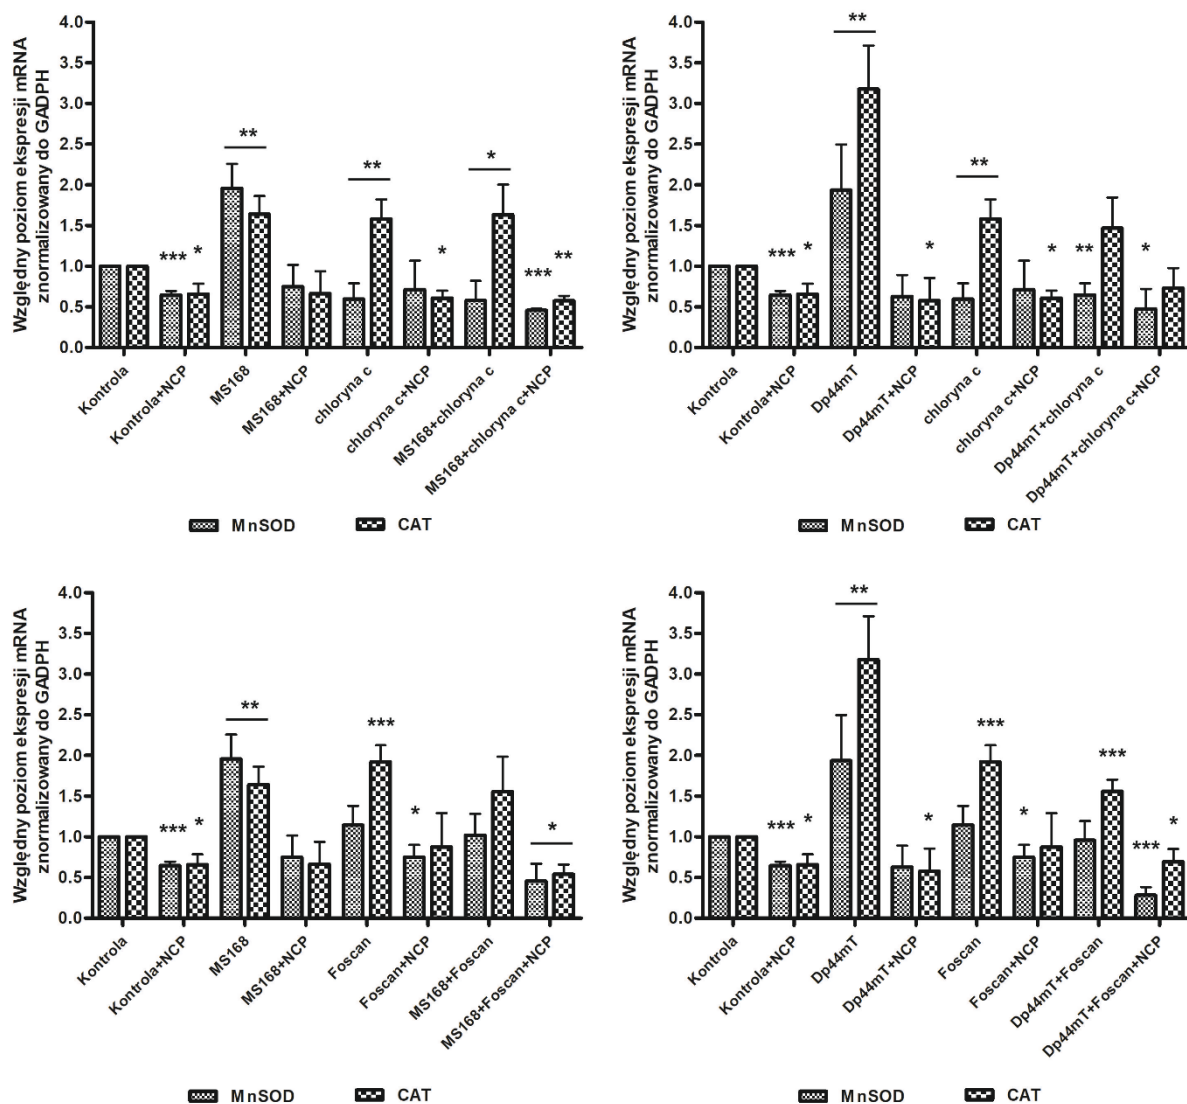 Względny poziom ekspresji mRNA
znormalizowany do GADPH
4.0
3.5
3.0
2.5
2.0
1.5
1.0
0.5
0.0
***
*
**
**
*
*
***
**
Kontrola
Kontrola+NCP
MS168
MS168+NCP
chloryna c
chloryna c+NCP
MS168+chloryna c
MS168+chloryna c+NCP
MnSOD
CAT
Względny poziom ekspresji mRNA
znormalizowany do GADPH
4.0
3.5
3.0
2.5
2.0
1.5
1.0
0.5
0.0
***
*
**
*
**
*
**
*
Kontrola
Kontrola+NCP
Dp44mT
Dp44mT+NCP
chloryna c
chloryna c+NCP
Dp44mT+chloryna c
Dp44mT+chloryna c+NCP
MnSOD
CAT
Względny poziom ekspresji mRNA
znormalizowany do GADPH
4.0
3.5
3.0
2.5
2.0
1.5
1.0
0.5
0.0
***
*
**
***
*
*
Kontrola
Kontrola+NCP
MS168
MS168+NCP
Foscan
Foscan+NCP
MS168+Foscan
MS168+Foscan+NCP
MnSOD
CAT
Względny poziom ekspresji mRNA
znormalizowany do GADPH
4.0
3.5
3.0
2.5
2.0
1.5
1.0
0.5
0.0
***
*
**
*
***
*
***
***
*
Kontrola
Kontrola+NCP
Dp44mT
Dp44mT+NCP
Foscan
Foscan+NCP
Dp44mT+Foscan
Dp44mT+Foscan+NCP
MnSOD
CAT